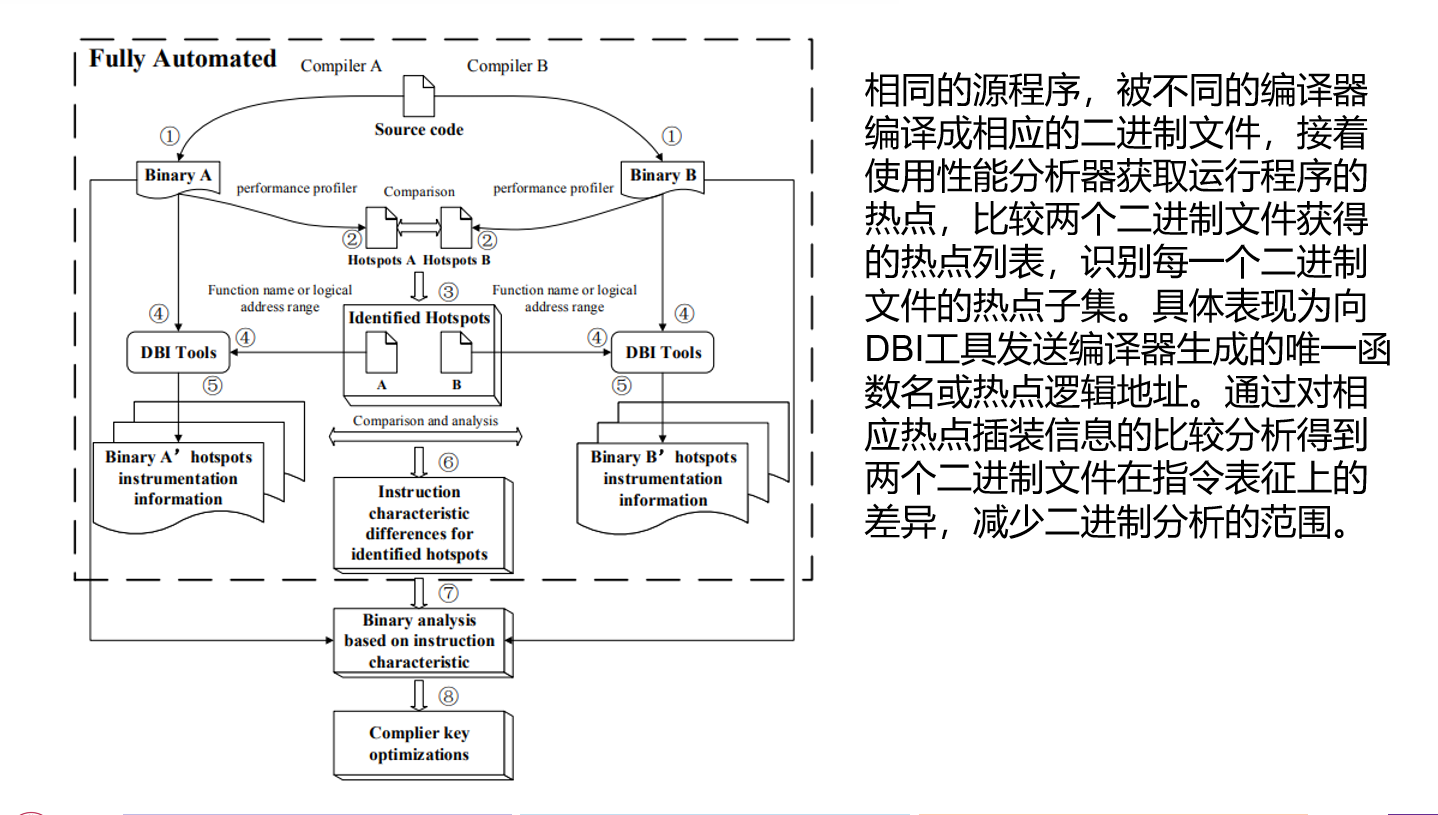 Fully Automated
Compiler A
Compiler B
Source code
①
①
Binary A
Binary B
performance profiler
Comparison
performance profiler
②
②
Hotspots A
Hotspots B
③
Function name or logical
address range
Function name or logical
address range
Identified Hotspots
A
B
④
④
④
④
DBI Tools
DBI Tools
⑤
⑤
Comparison and analysis
Binary A’ hotspots
instrumentation
information
Binary B’ hotspots
instrumentation
information
⑥
Instruction
characteristic
differences for
identified hotspots
⑦
Binary analysis
based on instruction
characteristic
⑧
Complier key
optimizations
相同的源程序，被不同的编译器
编译成相应的二进制文件，接着
使用性能分析器获取运行程序的
热点，比较两个二进制文件获得
的热点列表，识别每一个二进制
文件的热点子集。具体表现为向
DBI工具发送编译器生成的唯一函
数名或热点逻辑地址。通过对相
应热点插装信息的比较分析得到
两个二进制文件在指令表征上的
差异，减少二进制分析的范围。